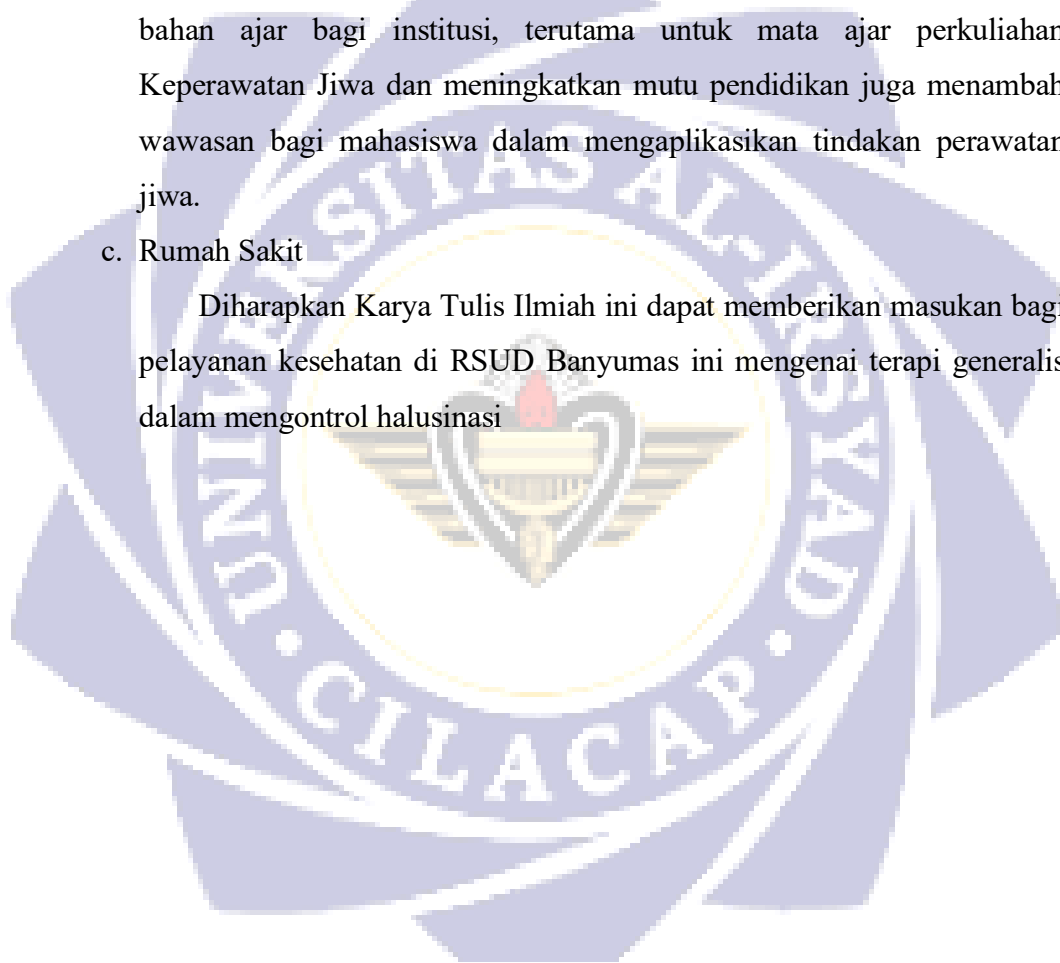 bahan ajar bagi institusi, terutama untuk mata ajar perkuliahan
Keperawatan Jiwa dan meningkatkan mutu pendidikan juga menambah
wawasan bagi mahasiswa dalam mengaplikasikan tindakan perawatan
jiwa.
c. Rumah Sakit
Diharapkan Karya Tulis Ilmiah ini dapat memberikan masukan bagi
pelayanan kesehatan di RSUD Banyumas ini mengenai terapi generalis
dalam mengontrol halusinasi
UNIVERSITAS AL-IRSYAD
CILACAP